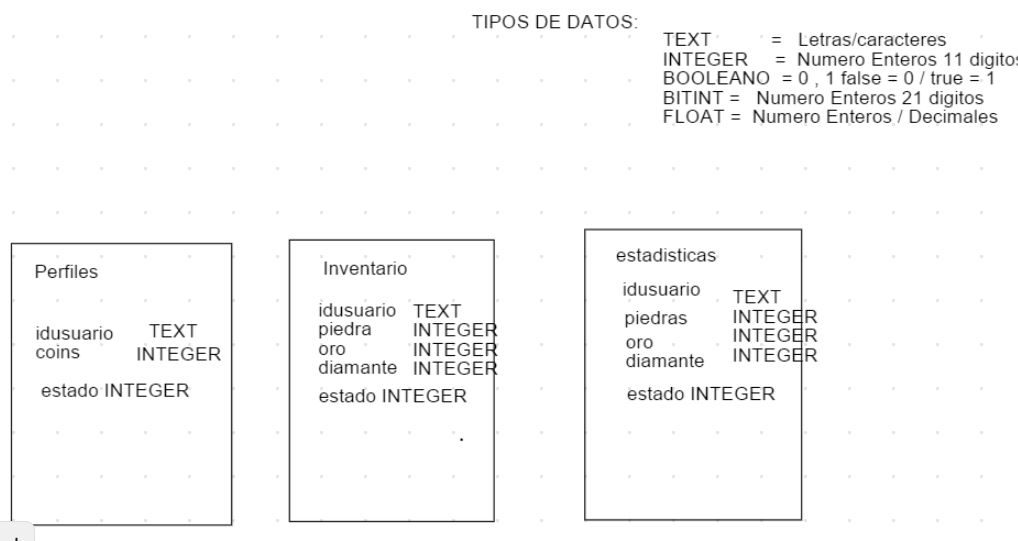 TIPOS DE DATOS:
TEXT = Letras/caracteres
INTEGER = Numero Enteros 11 digitos
BOOLEANO = 0 , 1 false = 0 / true = 1
BITINT = Numero Enteros 21 digitos
FLOAT = Numero Enteros / Decimales
Perfiles
idusuario TEXT
coins INTEGER
estado INTEGER
Inventario
idusuario TEXT
piedra INTEGER
oro INTEGER
diamante INTEGER
estado INTEGER
.
estadisticas
idusuario TEXT
piedras INTEGER
oro INTEGER
diamante INTEGER
estado INTEGER